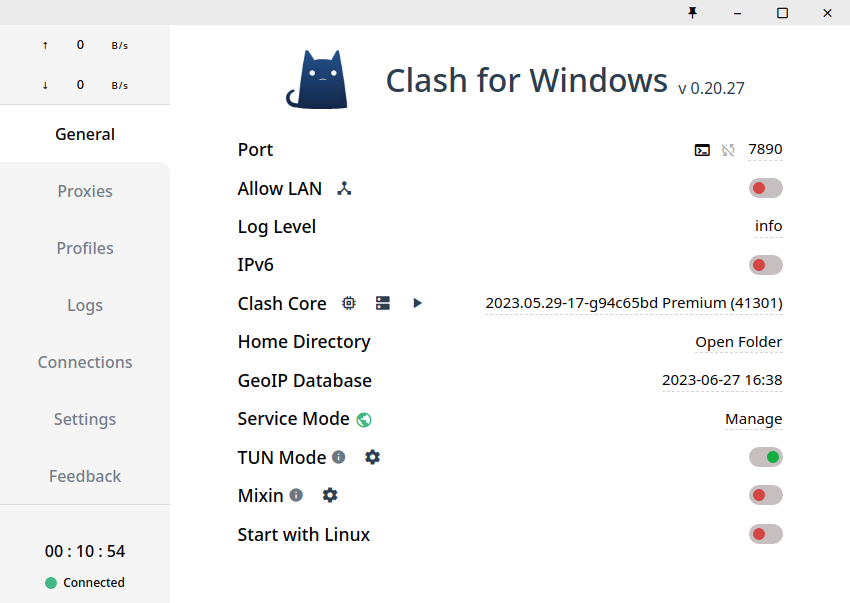 ↑ 0 B/s
↓ 0 B/s
General
Proxies
Profiles
Logs
Connections
Settings
Feedback
00 : 10 : 54
Connected
Clash for Windows v 0.20.27
Port 7890
Allow LAN
Log Level info
IPv6
Clash Core 2023.05.29-17-g94c65bd Premium (41301)
Home Directory Open Folder
GeoIP Database 2023-06-27 16:38
Service Mode Manage
TUN Mode
Mixin
Start with Linux